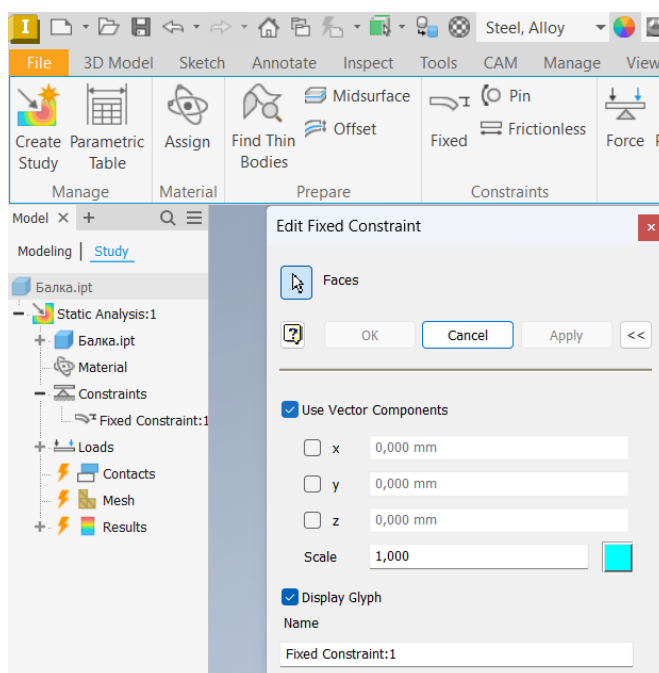 Steel, Alloy
File 3D Model Sketch Annotate Inspect Tools CAM Manage View
Create Study
Parametric Table
Assign
Find Thin Bodies
Midsurface
Offset
Fixed
Pin
Frictionless
Force
Manage Material Prepare Constraints
Model
Modeling | Study
Балка.ipt
Static Analysis:1
Балка.ipt
Material
Constraints
Fixed Constraint:1
Loads
Contacts
Mesh
Results
Edit Fixed Constraint
Faces
OK Cancel Apply <<
Use Vector Components
x 0,000 mm
y 0,000 mm
z 0,000 mm
Scale 1,000
Display Glyph
Name
Fixed Constraint:1